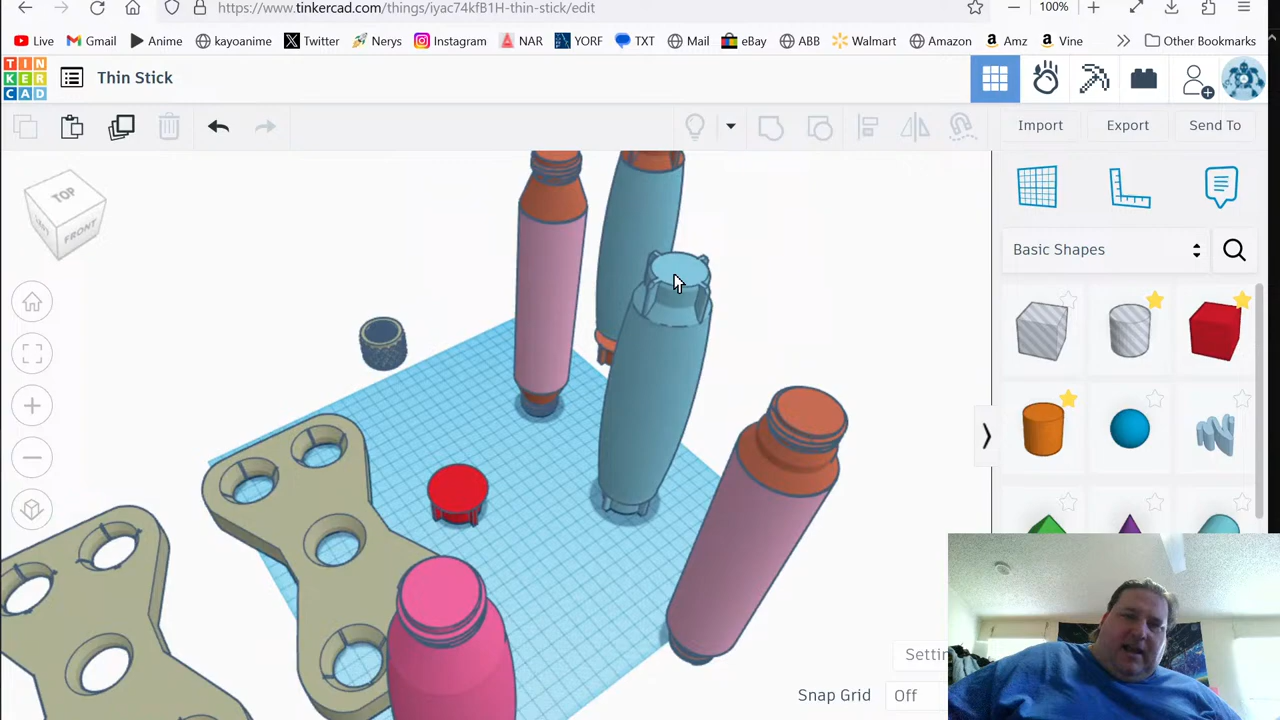 https://www.tinkercad.com/things/iyac74kfB1H-thin-stick/edit
100%
Live
Gmail
Anime
kayoanime
Twitter
Nerys
Instagram
NAR
YORF
TXT
Mail
eBay
ABB
Walmart
Amazon
Amz
Vine
Other Bookmarks
TIN
KER
CAD
Thin Stick
Import
Export
Send To
TOP
LEFT
FRONT
Basic Shapes
Settin
Snap Grid
Off